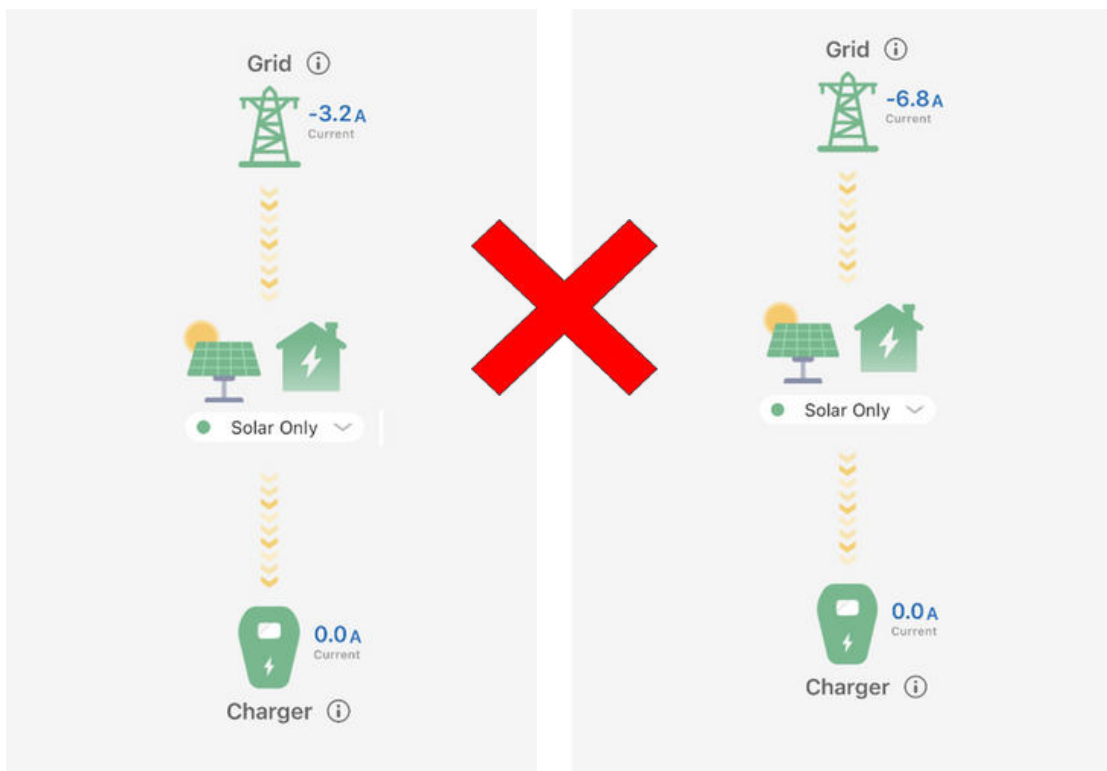 Grid
-3.2A
Current
Solar Only
0.0A
Current
Charger
Grid
-6.8A
Current
Solar Only
0.0A
Current
Charger